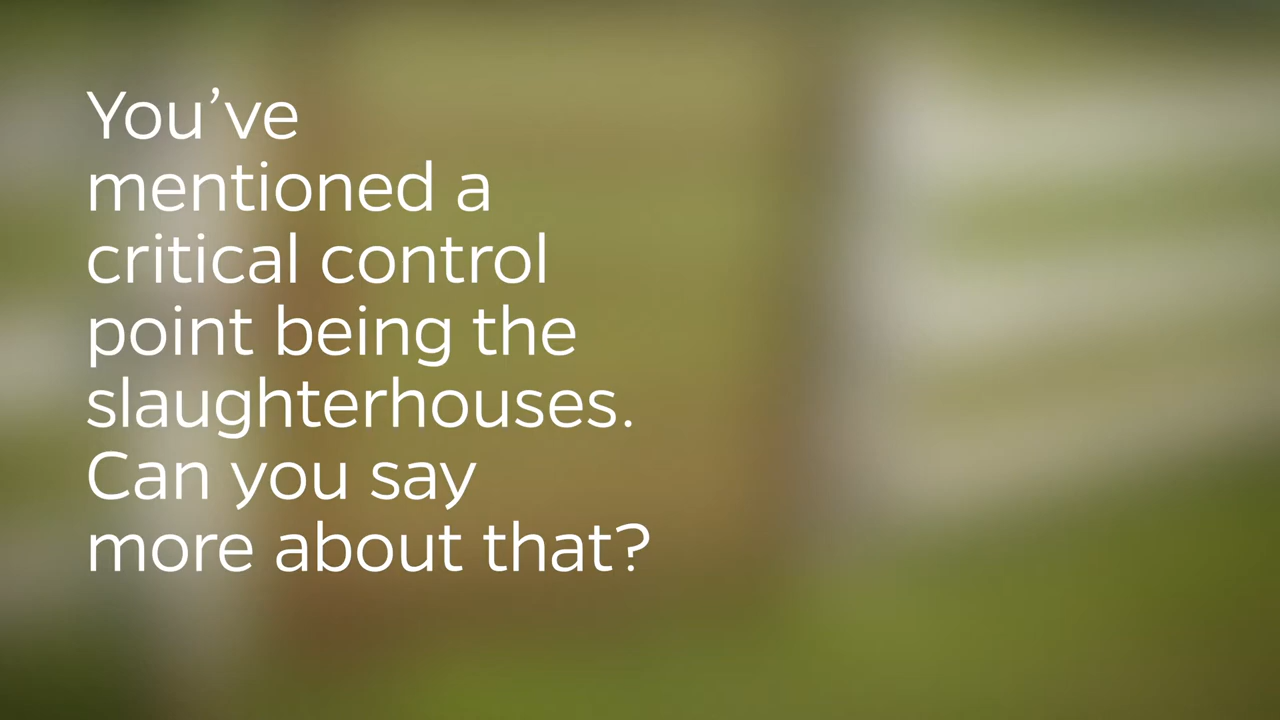 You’ve
mentioned a
critical control
point being the
slaughterhouses.
Can you say
more about that?